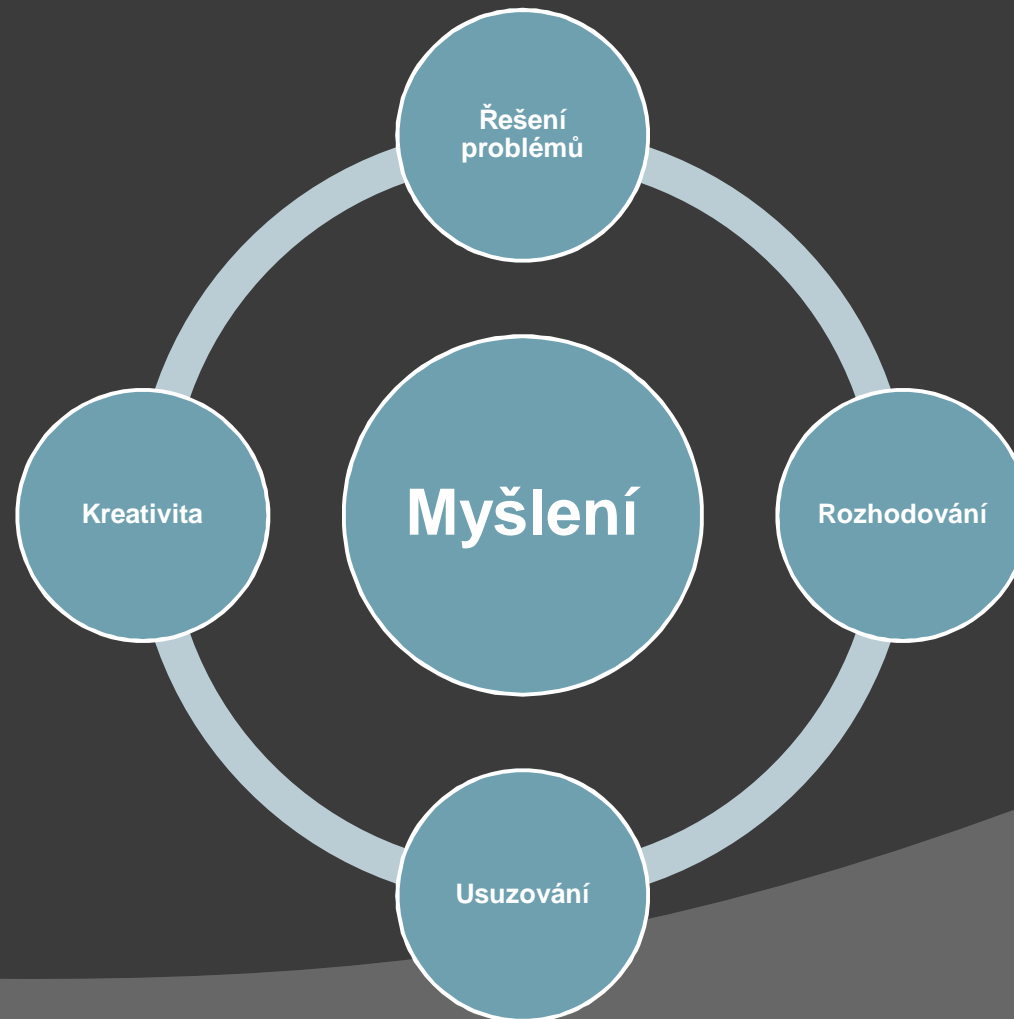 Řešení
problémů
Kreativita
Myšlení
Rozhodování
Usuzování